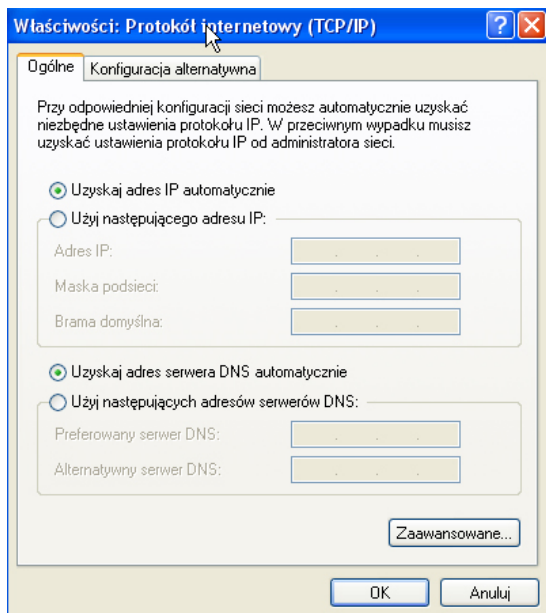 Właściwości: Protokół internetowy (TCP/IP)
Ogólne
Konfiguracja alternatywna
Przy odpowiedniej konfiguracji sieci możesz automatycznie uzyskać
niezbędne ustawienia protokołu IP. W przeciwnym wypadku musisz
uzyskać ustawienia protokołu IP od administratora sieci.
Uzyskaj adres IP automatycznie
Użyj następującego adresu IP:
Adres IP:
Maska podsieci:
Brama domyślna:
Uzyskaj adres serwera DNS automatycznie
Użyj następujących adresów serwerów DNS:
Preferowany serwer DNS:
Alternatywny serwer DNS:
Zaawansowane...
OK
Anuluj